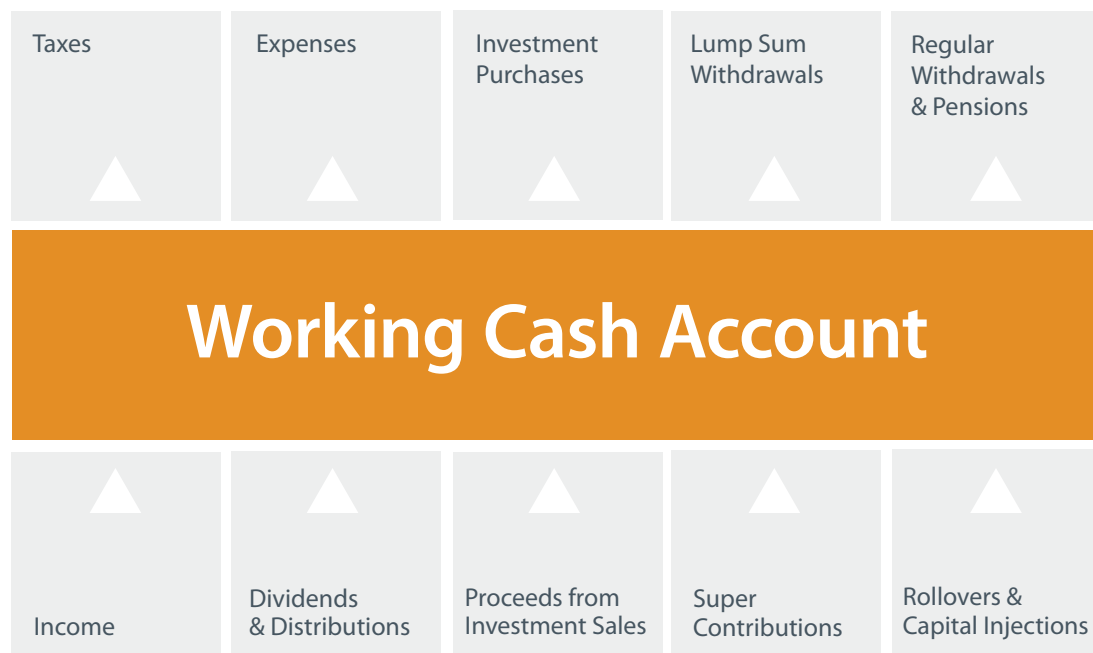 Taxes
Expenses
Investment
Purchases
Lump Sum
Withdrawals
Regular
Withdrawals
& Pensions
Working Cash Account
Income
Dividends
& Distributions
Proceeds from
Investment Sales
Super
Contributions
Rollovers &
Capital Injections